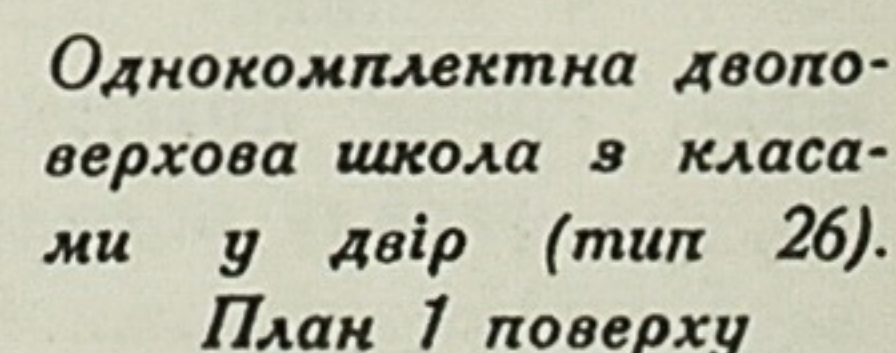 Однокомплектна двопо-
верхова школа з класа-
ми у двір (тип 26).
План 1 поверху